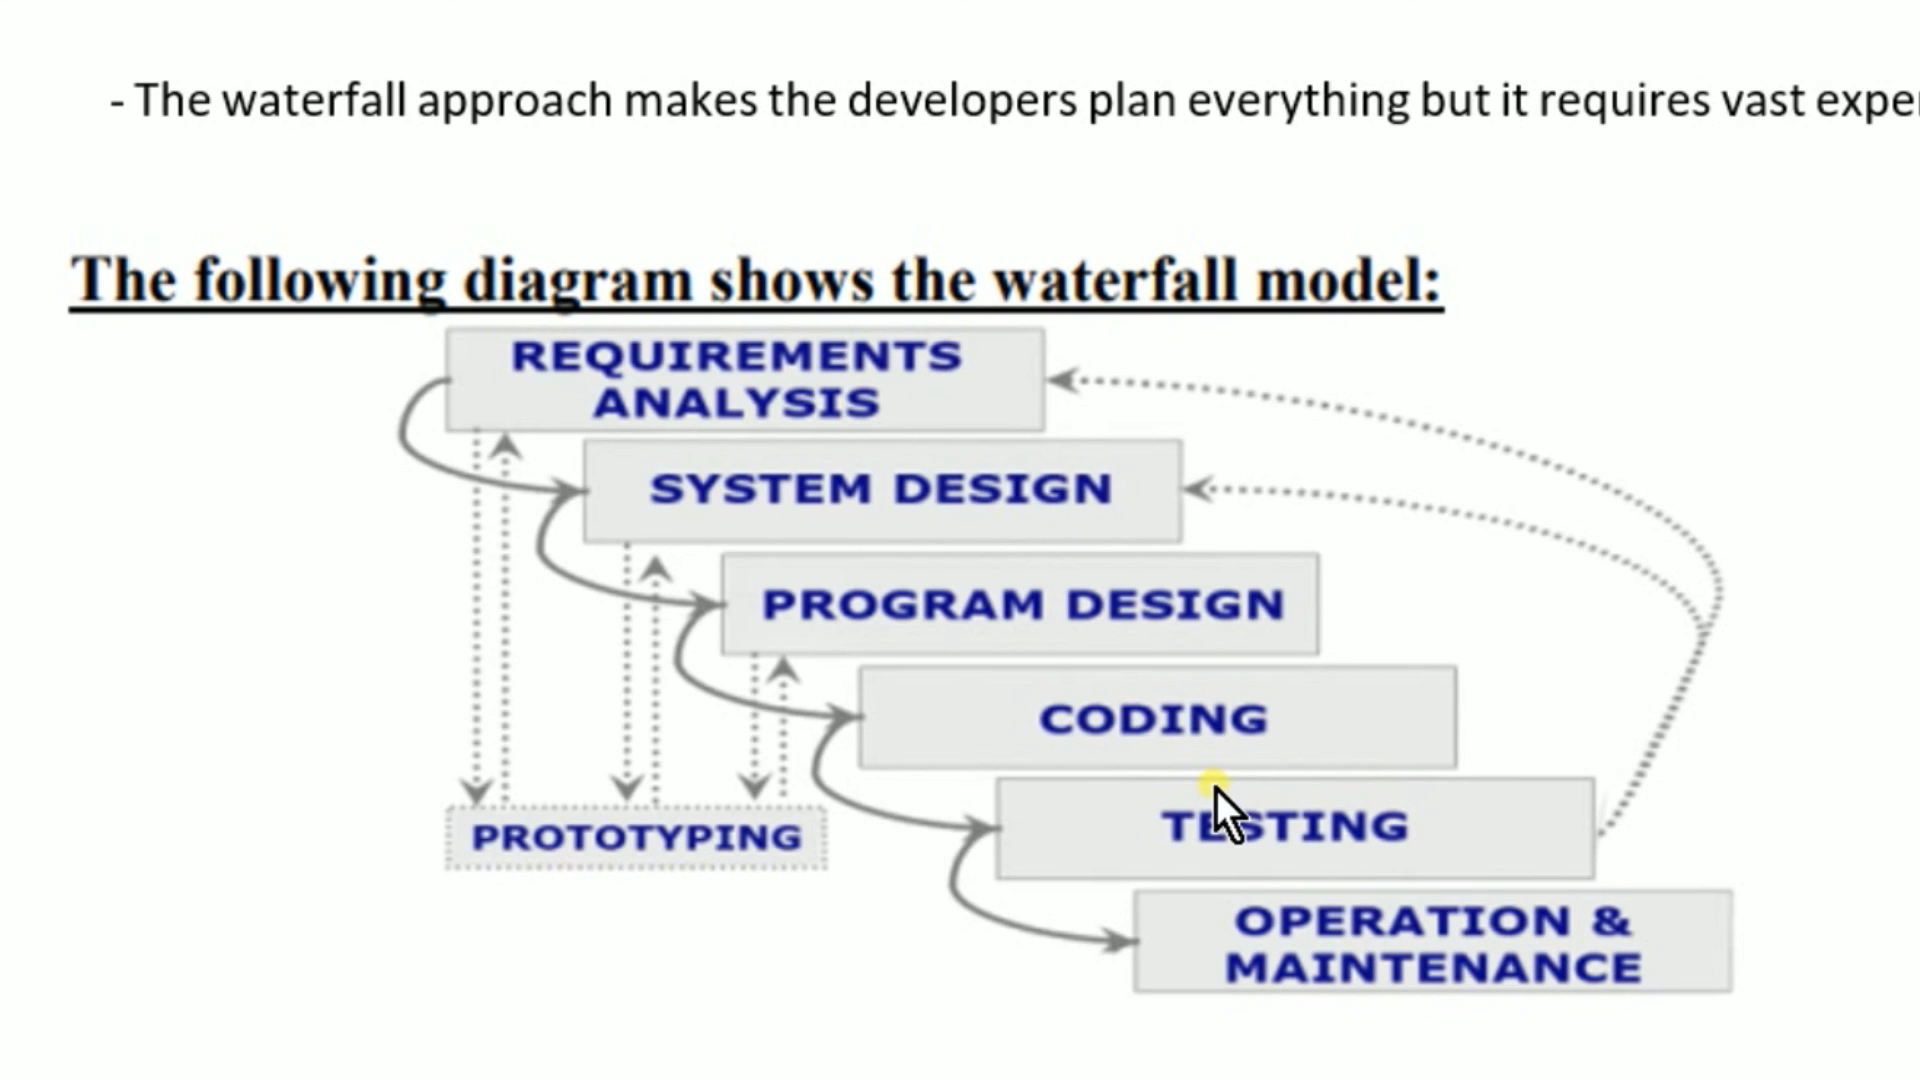 - The waterfall approach makes the developers plan everything but it requires vast
The following diagram shows the waterfall model:
REQUIREMENTS
ANALYSIS
SYSTEM DESIGN
PROGRAM DESIGN
CODING
TESTING
PROTOTYPING
OPERATION &
MAINTENANCE